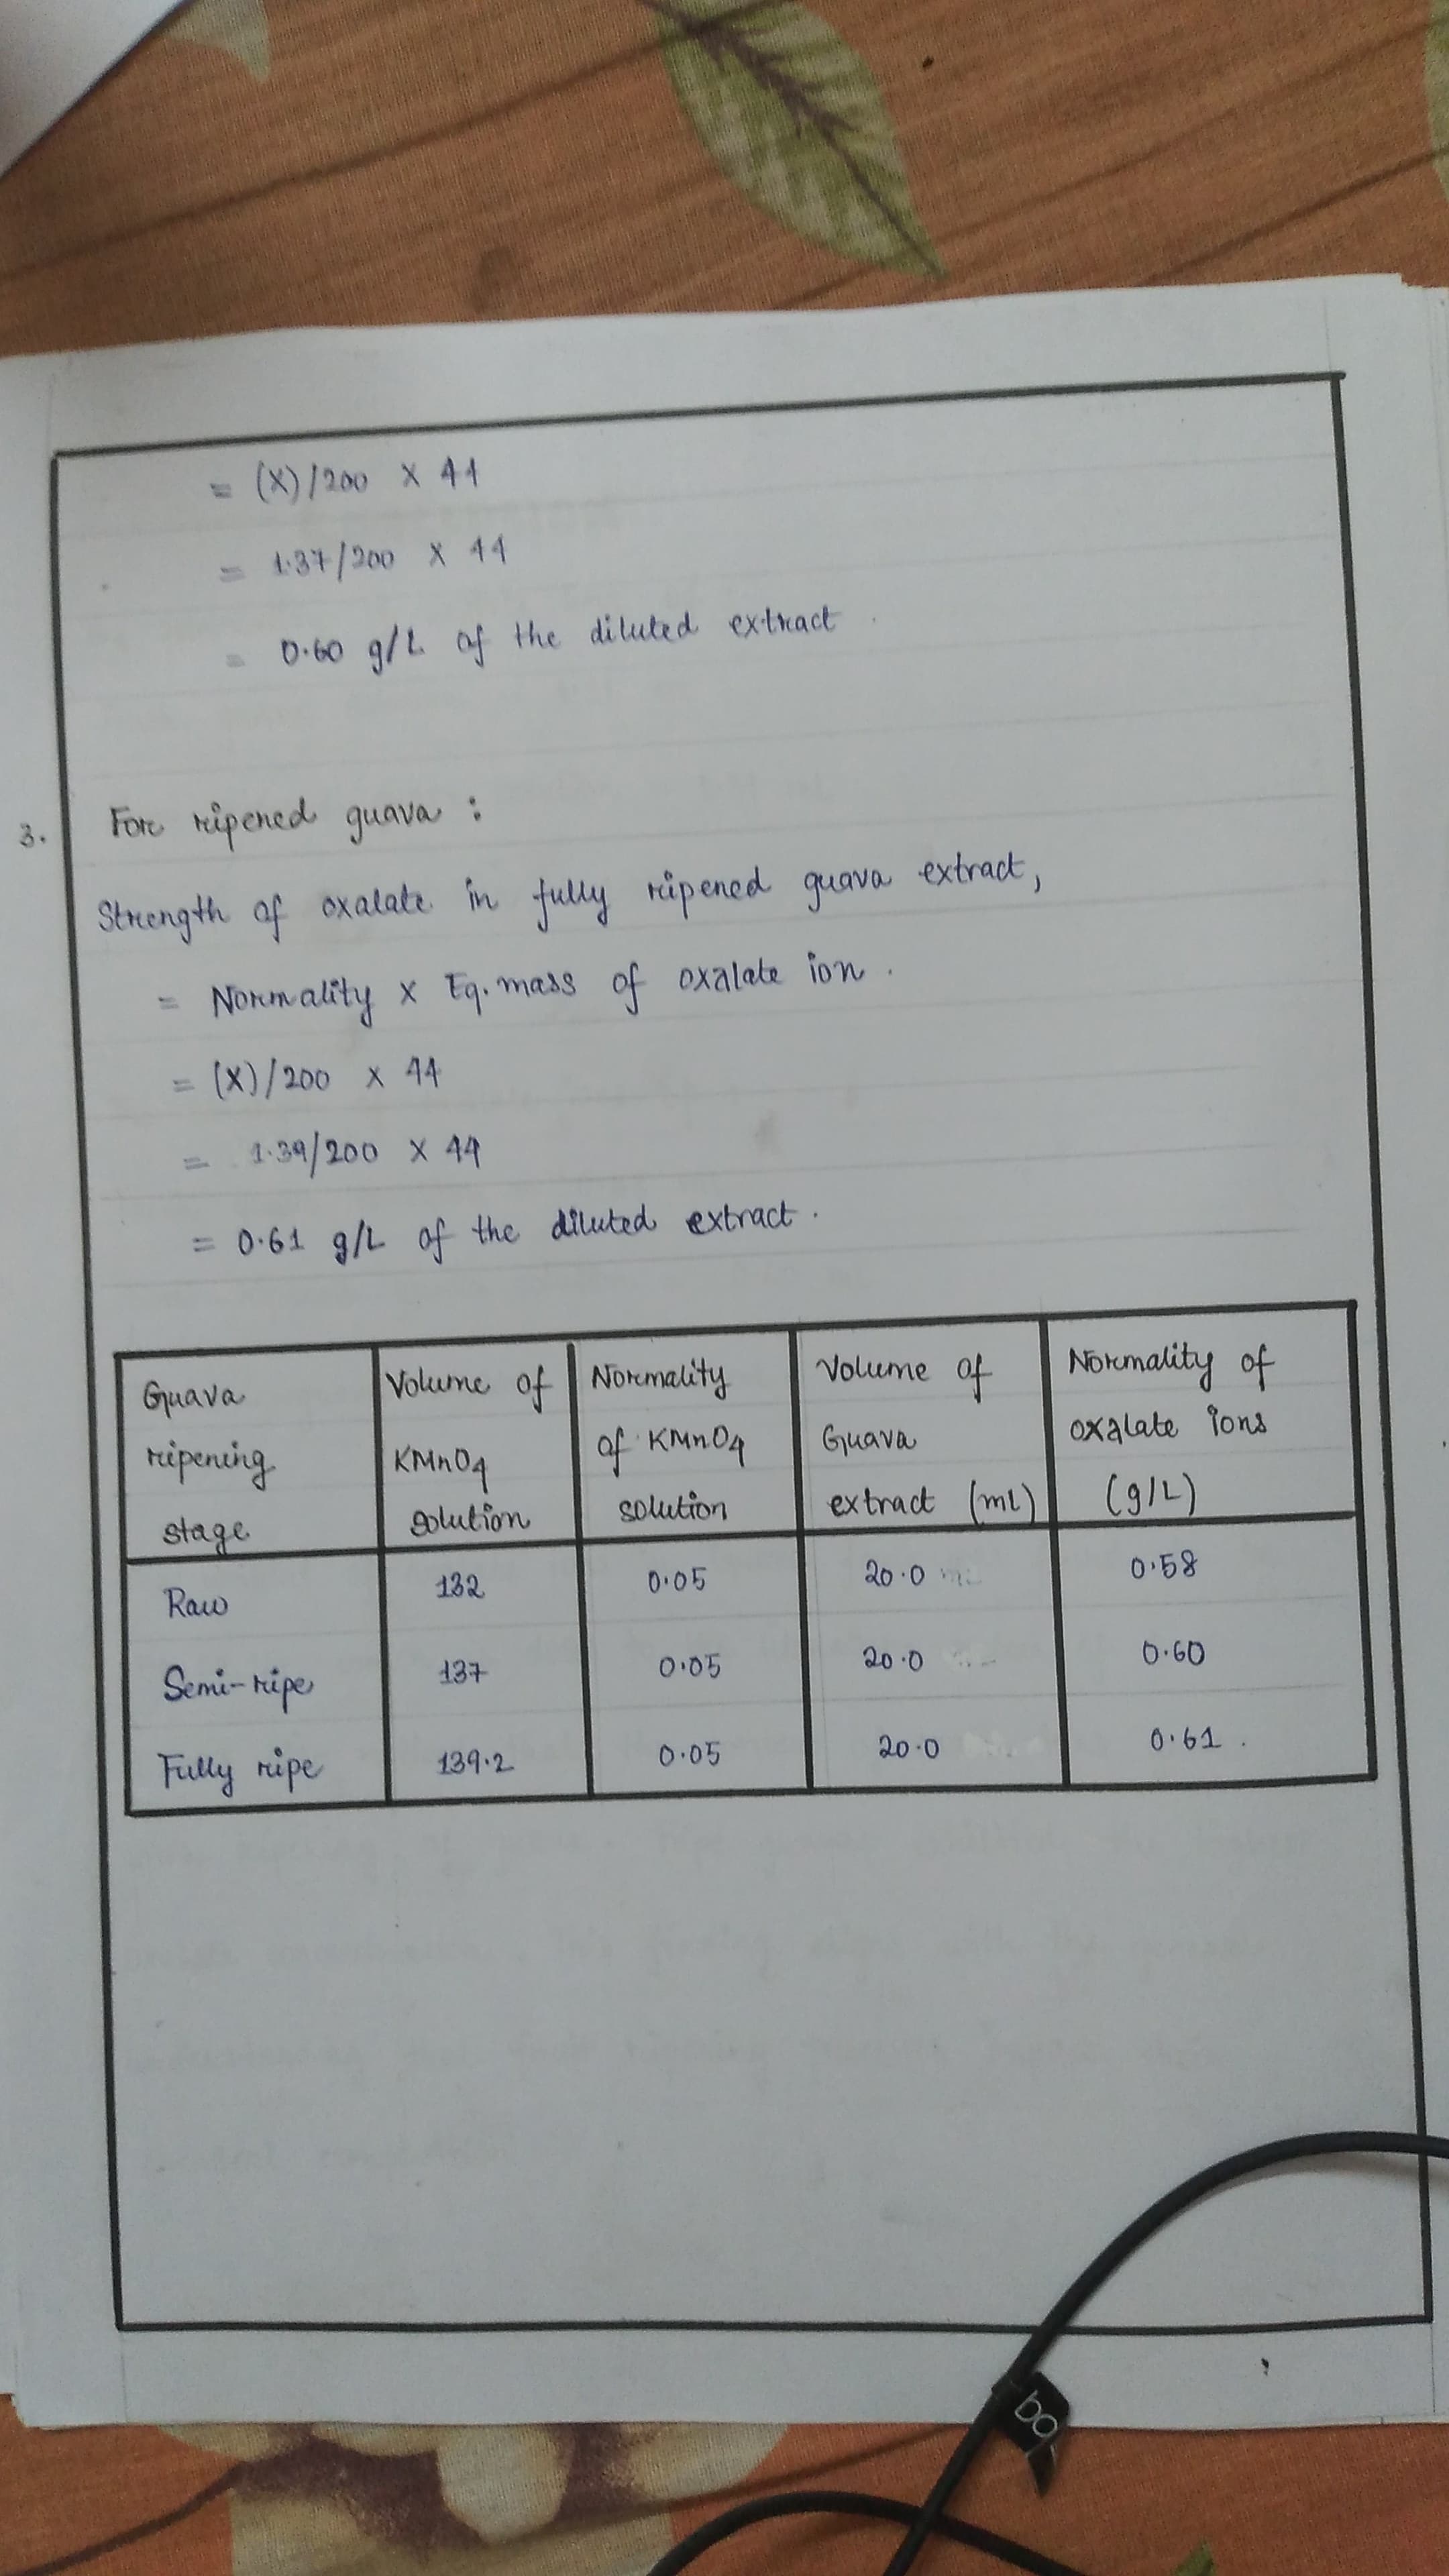 = (X)/200 X 44
= 1.37/200 X 44
= 0.60 g/L of the diluted extract.
3. For ripened guava :
Strength of oxalate in fully ripened guava extract,
= Normality x Eq. mass of oxalate ion.
= (X)/200 x 44
= 1.39/200 X 44
= 0.61 g/L of the diluted extract.
Guava ripening stage | Volume of KMnO4 solution | Normality of KMnO4 solution | Volume of Guava extract (mL) | Normality of oxalate ions (g/L)
Raw 132 0.05 20.0 0.58
Semi-ripe 137 0.05 20.0 0.60
Fully ripe 139.2 0.05 20.0 0.61.